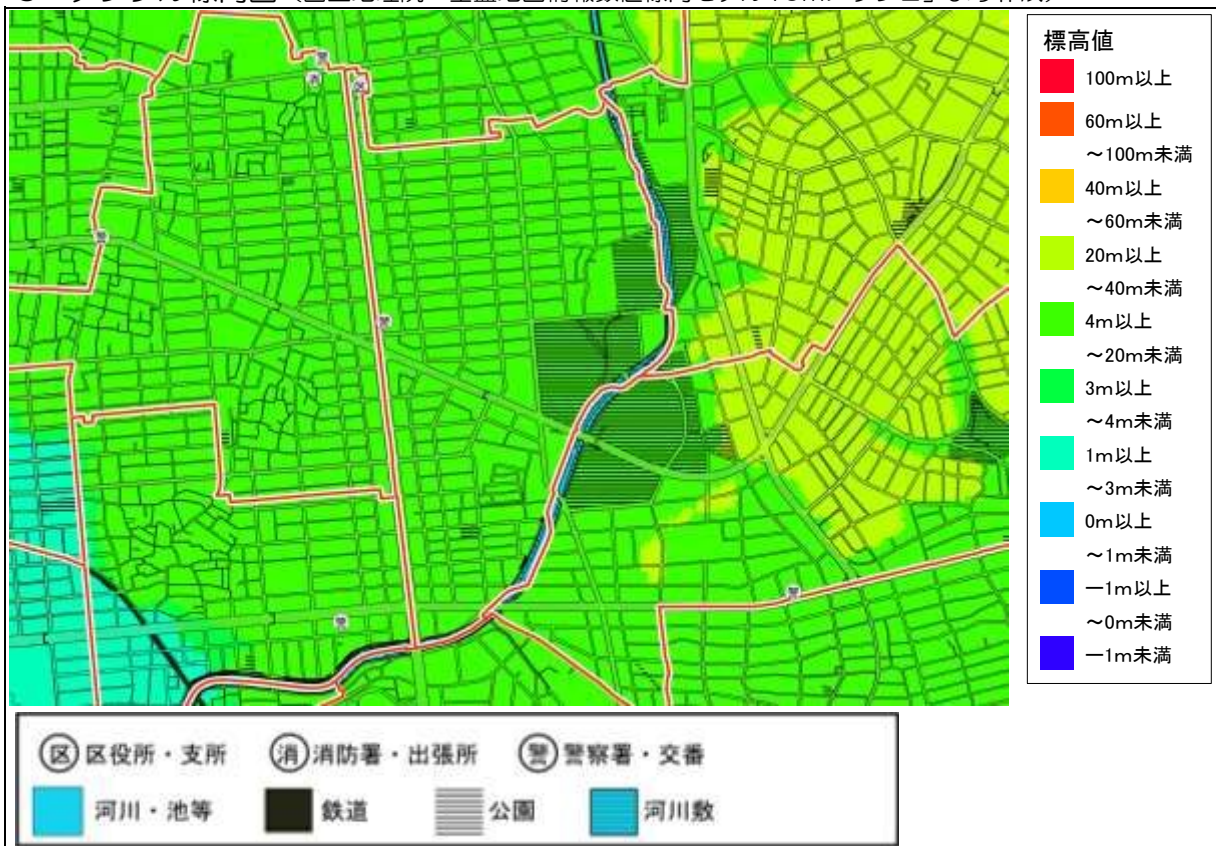 標高値
100m以上
60m以上
～100m未満
40m以上
～60m未満
20m以上
～40m未満
4m以上
～20m未満
3m以上
～4m未満
1m以上
～3m未満
0m以上
～1m未満
－1m以上
～0m未満
－1m未満
消
区
警
警
警
警
区 区役所・支所 消 消防署・出張所 警 警察署・交番
河川・池等 鉄道 公園 河川敷